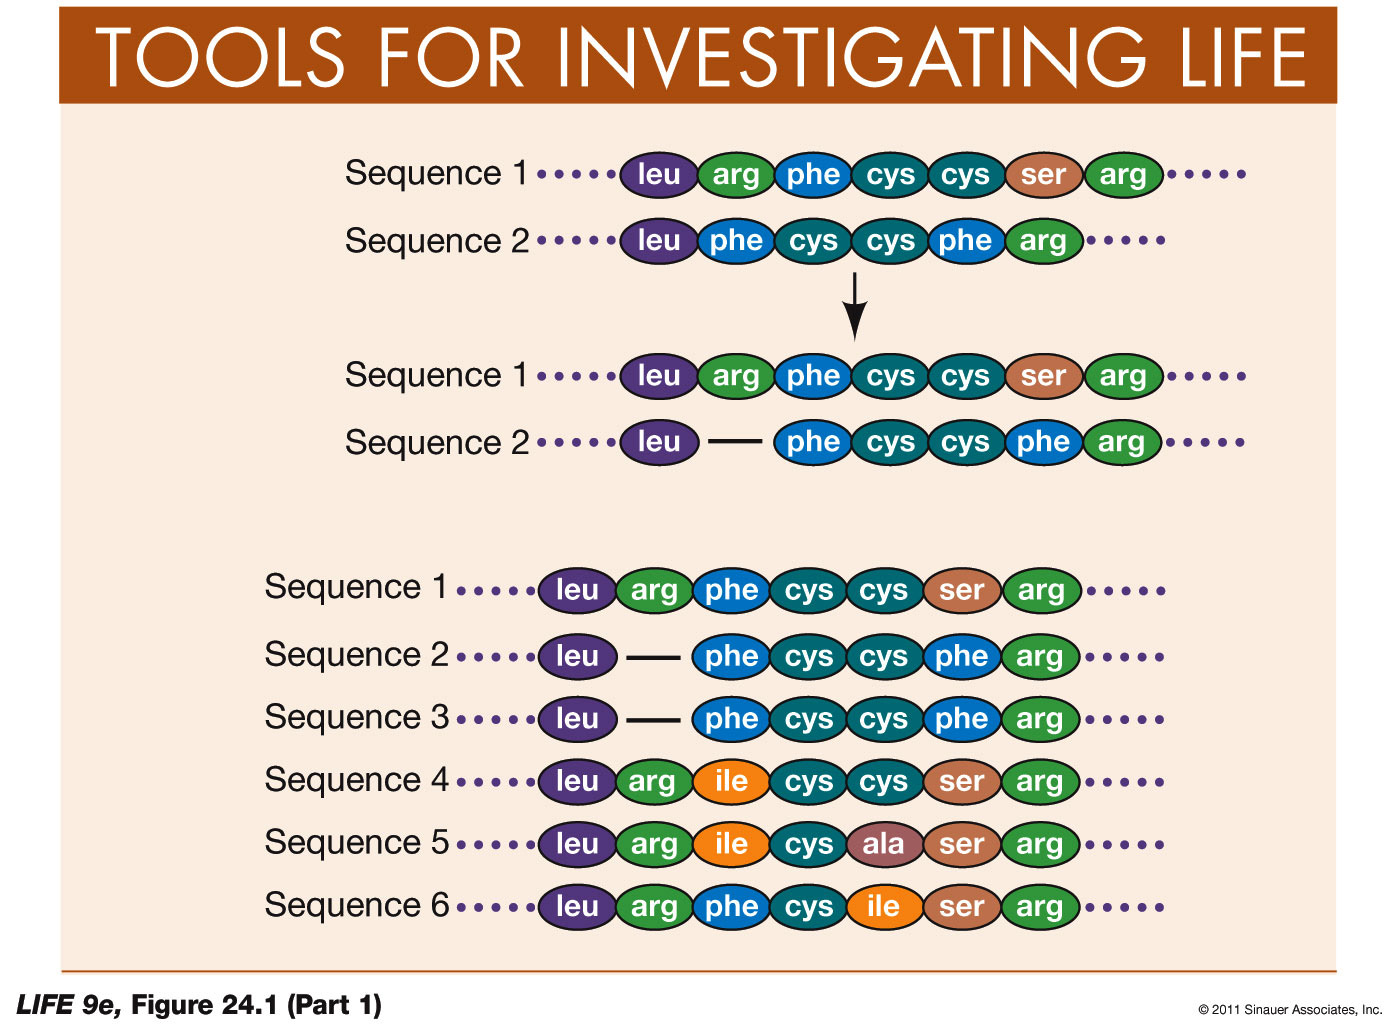 TOOLS FOR INVESTIGATING LIFE
Sequence 1 leu arg phe cys cys ser arg
Sequence 2 leu phe cys cys phe arg
Sequence 1 leu arg phe cys cys ser arg
Sequence 2 leu — phe cys cys phe arg
Sequence 1 leu arg phe cys cys ser arg
Sequence 2 leu — phe cys cys phe arg
Sequence 3 leu — phe cys cys phe arg
Sequence 4 leu arg ile cys cys ser arg
Sequence 5 leu arg ile cys ala ser arg
Sequence 6 leu arg phe cys ile ser arg
LIFE 9e, Figure 24.1 (Part 1)
© 2011 Sinauer Associates, Inc.